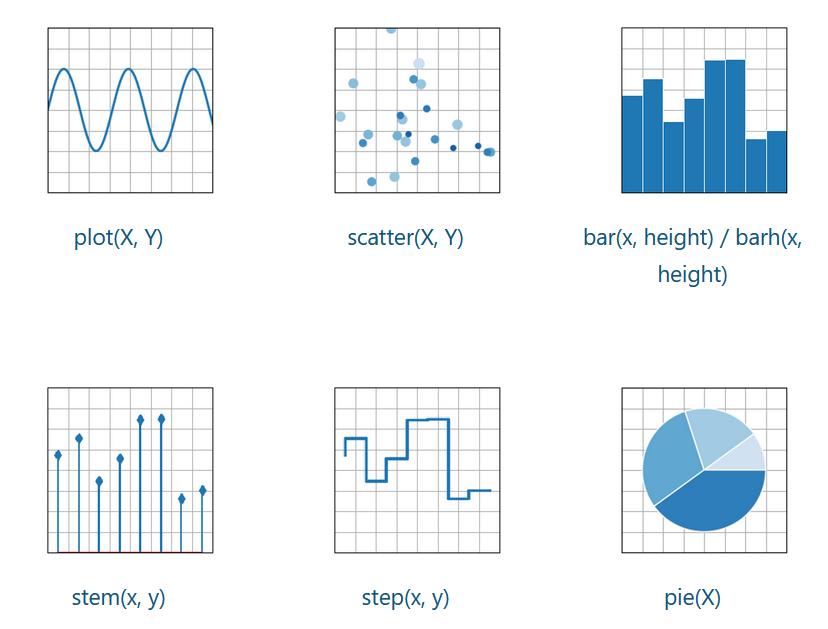 plot(X, Y)
scatter(X, Y)
bar(x, height) / barh(x,
height)
stem(x, y)
step(x, y)
pie(X)